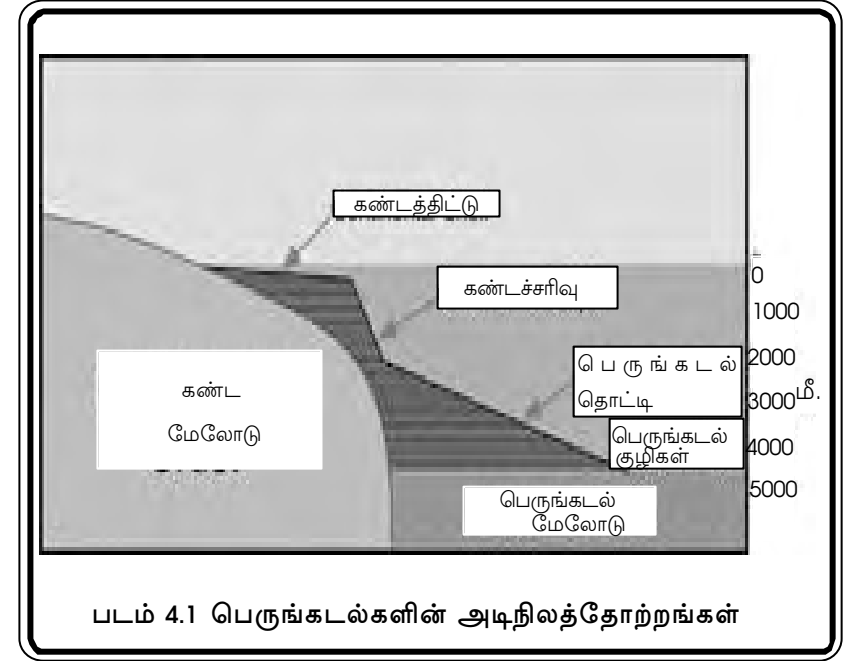 கண்டத்திட்டு
கண்டச்சரிவு
பெருங்கடல்
தொட்டி
பெருங்கடல்
குழிகள்
கண்ட
மேலோடு
பெருங்கடல்
மேலோடு
0
1000
2000
3000மீ.
4000
5000
படம் 4.1 பெருங்கடல்களின் அடிநிலத்தோற்றங்கள்